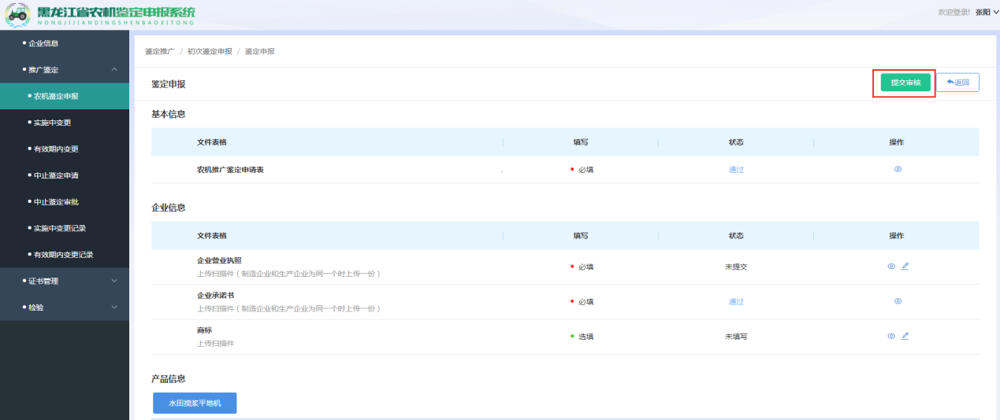 黑龙江省农机鉴定申报系统
NONGJIJIANDINGSHENBAOXITONG
欢迎登录! 张阳
企业信息
推广鉴定
农机鉴定申报
实施中变更
有效期内变更
中止鉴定申请
中止鉴定审批
实施中变更记录
有效期内变更记录
证书管理
检验
鉴定推广 / 初次鉴定申报 / 鉴定申报
鉴定申报 提交审核 返回
基本信息
文件表格 填写 状态 操作
农机推广鉴定申请表 必填 通过
企业信息
文件表格 填写 状态 操作
企业营业执照
上传扫描件 ( 制造企业和生产企业为同一个时上传一份 ) 必填 未提交
企业承诺书
上传扫描件 ( 制造企业和生产企业为同一个时上传一份 ) 必填 通过
商标
上传扫描件 选填 未填写
产品信息
水田搅浆平地机